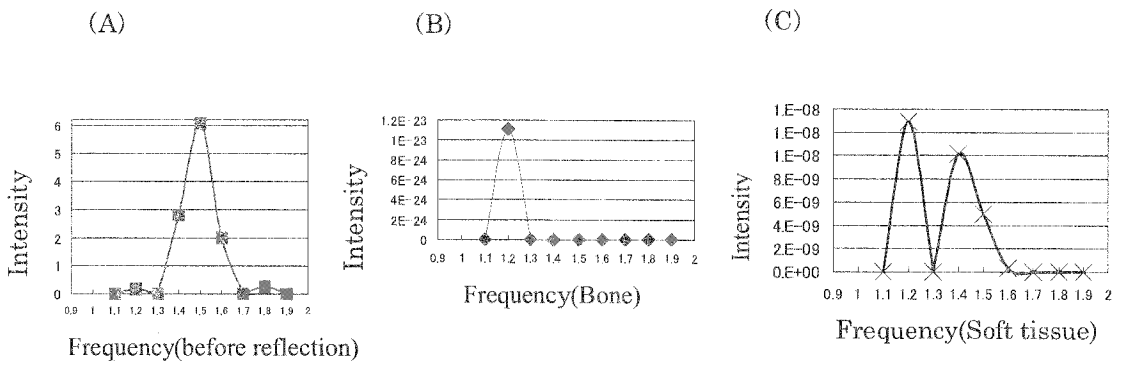 (A)
Intensity
6
5
4
3
2
1
0
0.9 1 1.1 1.2 1.3 1.4 1.5 1.6 1.7 1.8 1.9 2
Frequency(before reflection)
(B)
Intensity
1.2E-23
1E-23
8E-24
6E-24
4E-24
2E-24
0
0.9 1 1.1 1.2 1.3 1.4 1.5 1.6 1.7 1.8 1.9 2
Frequency(Bone)
(C)
Intensity
1.E-08
1.E-08
1.E-08
8.E-09
6.E-09
4.E-09
2.E-09
0.E+00
0.9 1 1.1 1.2 1.3 1.4 1.5 1.6 1.7 1.8 1.9 2
Frequency(Soft tissue)